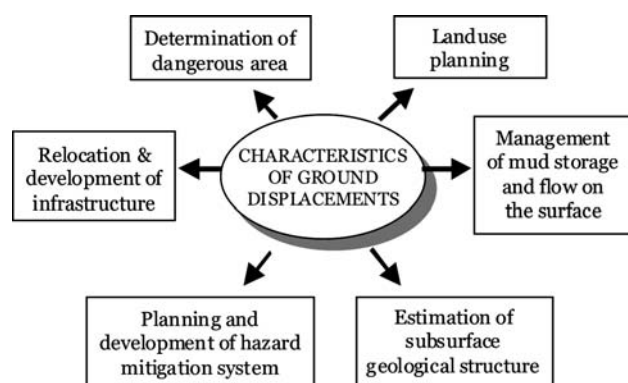 Determination of
dangerous area
Landuse
planning
Relocation &
development of
infrastructure
CHARACTERISTICS
OF GROUND
DISPLACEMENTS
Management
of mud storage
and flow on
the surface
Planning and
development of hazard
mitigation system
Estimation of
subsurface
geological structure